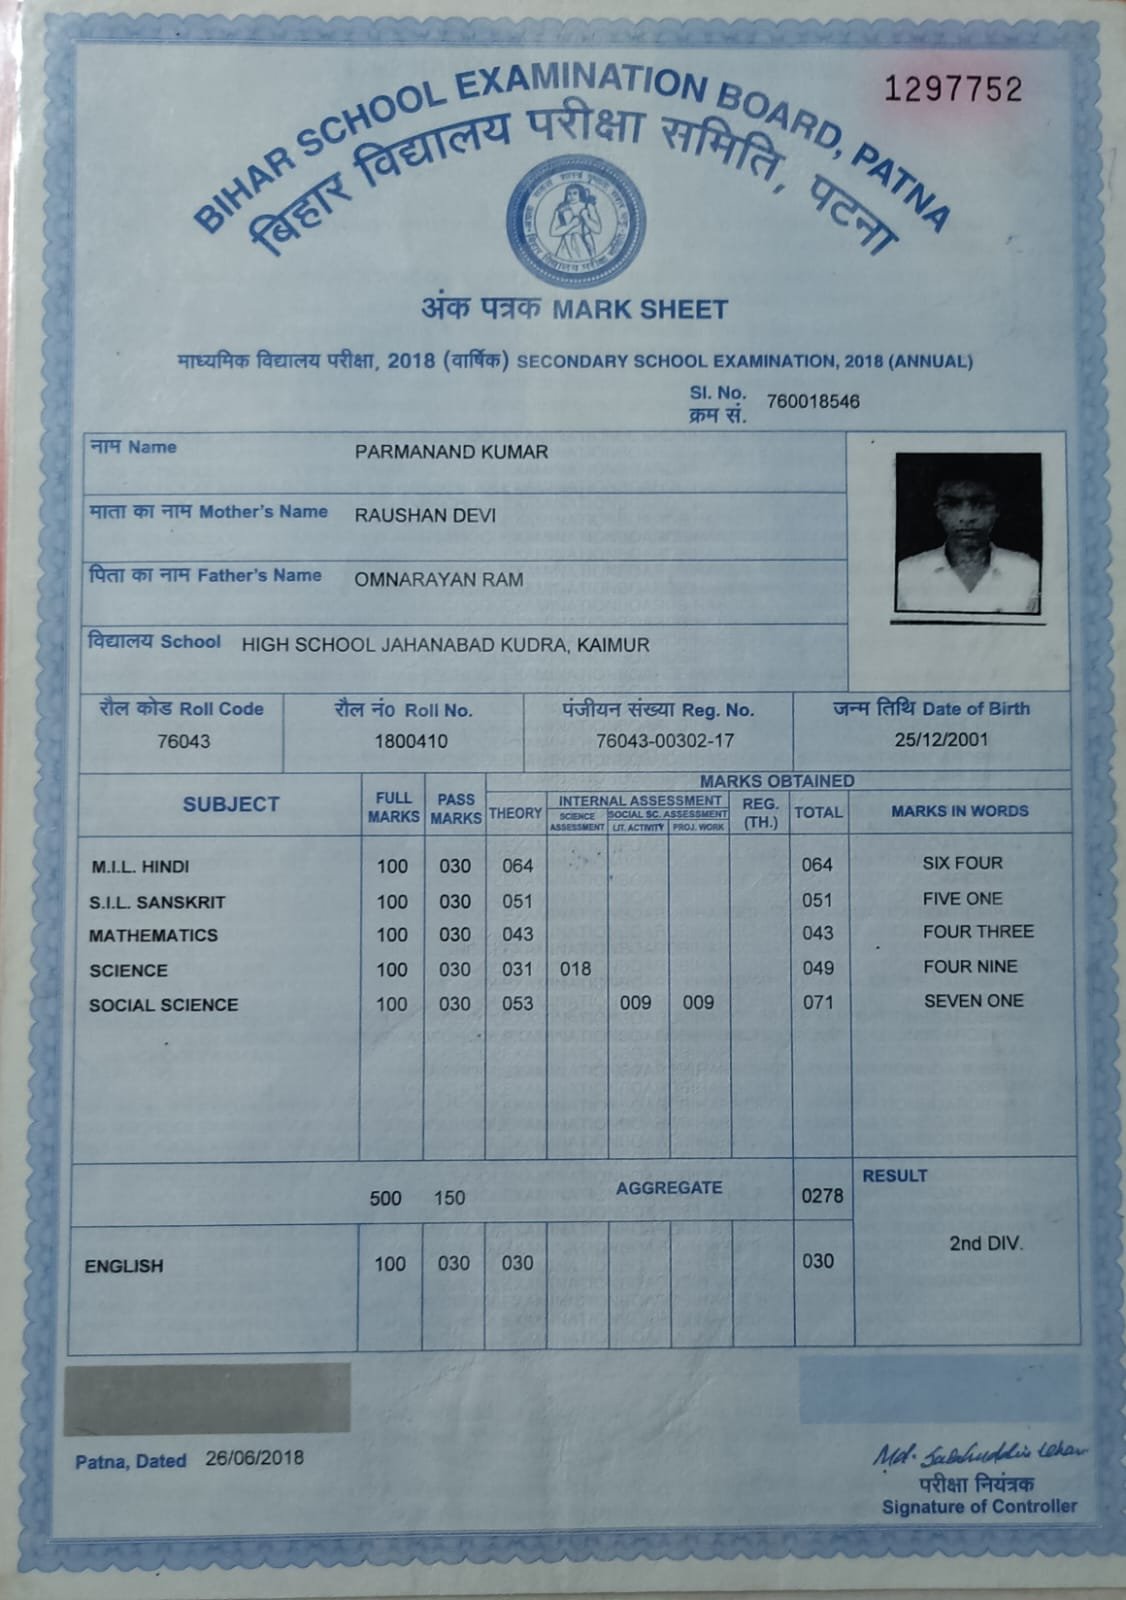 1297752
BIHAR SCHOOL EXAMINATION BOARD, PATNA
बिहार विद्यालय परीक्षा समिति, पटना
अंक पत्रक MARK SHEET
माध्यमिक विद्यालय परीक्षा, 2018 (वार्षिक) SECONDARY SCHOOL EXAMINATION, 2018 (ANNUAL)
Sl. No. 760018546
क्रम सं.
नाम Name PARMANAND KUMAR
माता का नाम Mother's Name RAUSHAN DEVI
पिता का नाम Father's Name OMNARAYAN RAM
विद्यालय School HIGH SCHOOL JAHANABAD KUDRA, KAIMUR
रौल कोड Roll Code रौल नं० Roll No. पंजीयन संख्या Reg. No. जन्म तिथि Date of Birth
76043 1800410 76043-00302-17 25/12/2001
MARKS OBTAINED
SUBJECT FULL MARKS PASS MARKS THEORY INTERNAL ASSESSMENT REG. (TH.) TOTAL MARKS IN WORDS
SCIENCE ASSESSMENT SOCIAL SC. ASSESSMENT
LIT. ACTIVITY PROJ. WORK
M.I.L. HINDI 100 030 064 064 SIX FOUR
S.I.L. SANSKRIT 100 030 051 051 FIVE ONE
MATHEMATICS 100 030 043 043 FOUR THREE
SCIENCE 100 030 031 018 049 FOUR NINE
SOCIAL SCIENCE 100 030 053 009 009 071 SEVEN ONE
500 150 AGGREGATE 0278 RESULT
2nd DIV.
ENGLISH 100 030 030 030
Patna, Dated 26/06/2018
परीक्षा नियंत्रक
Signature of Controller